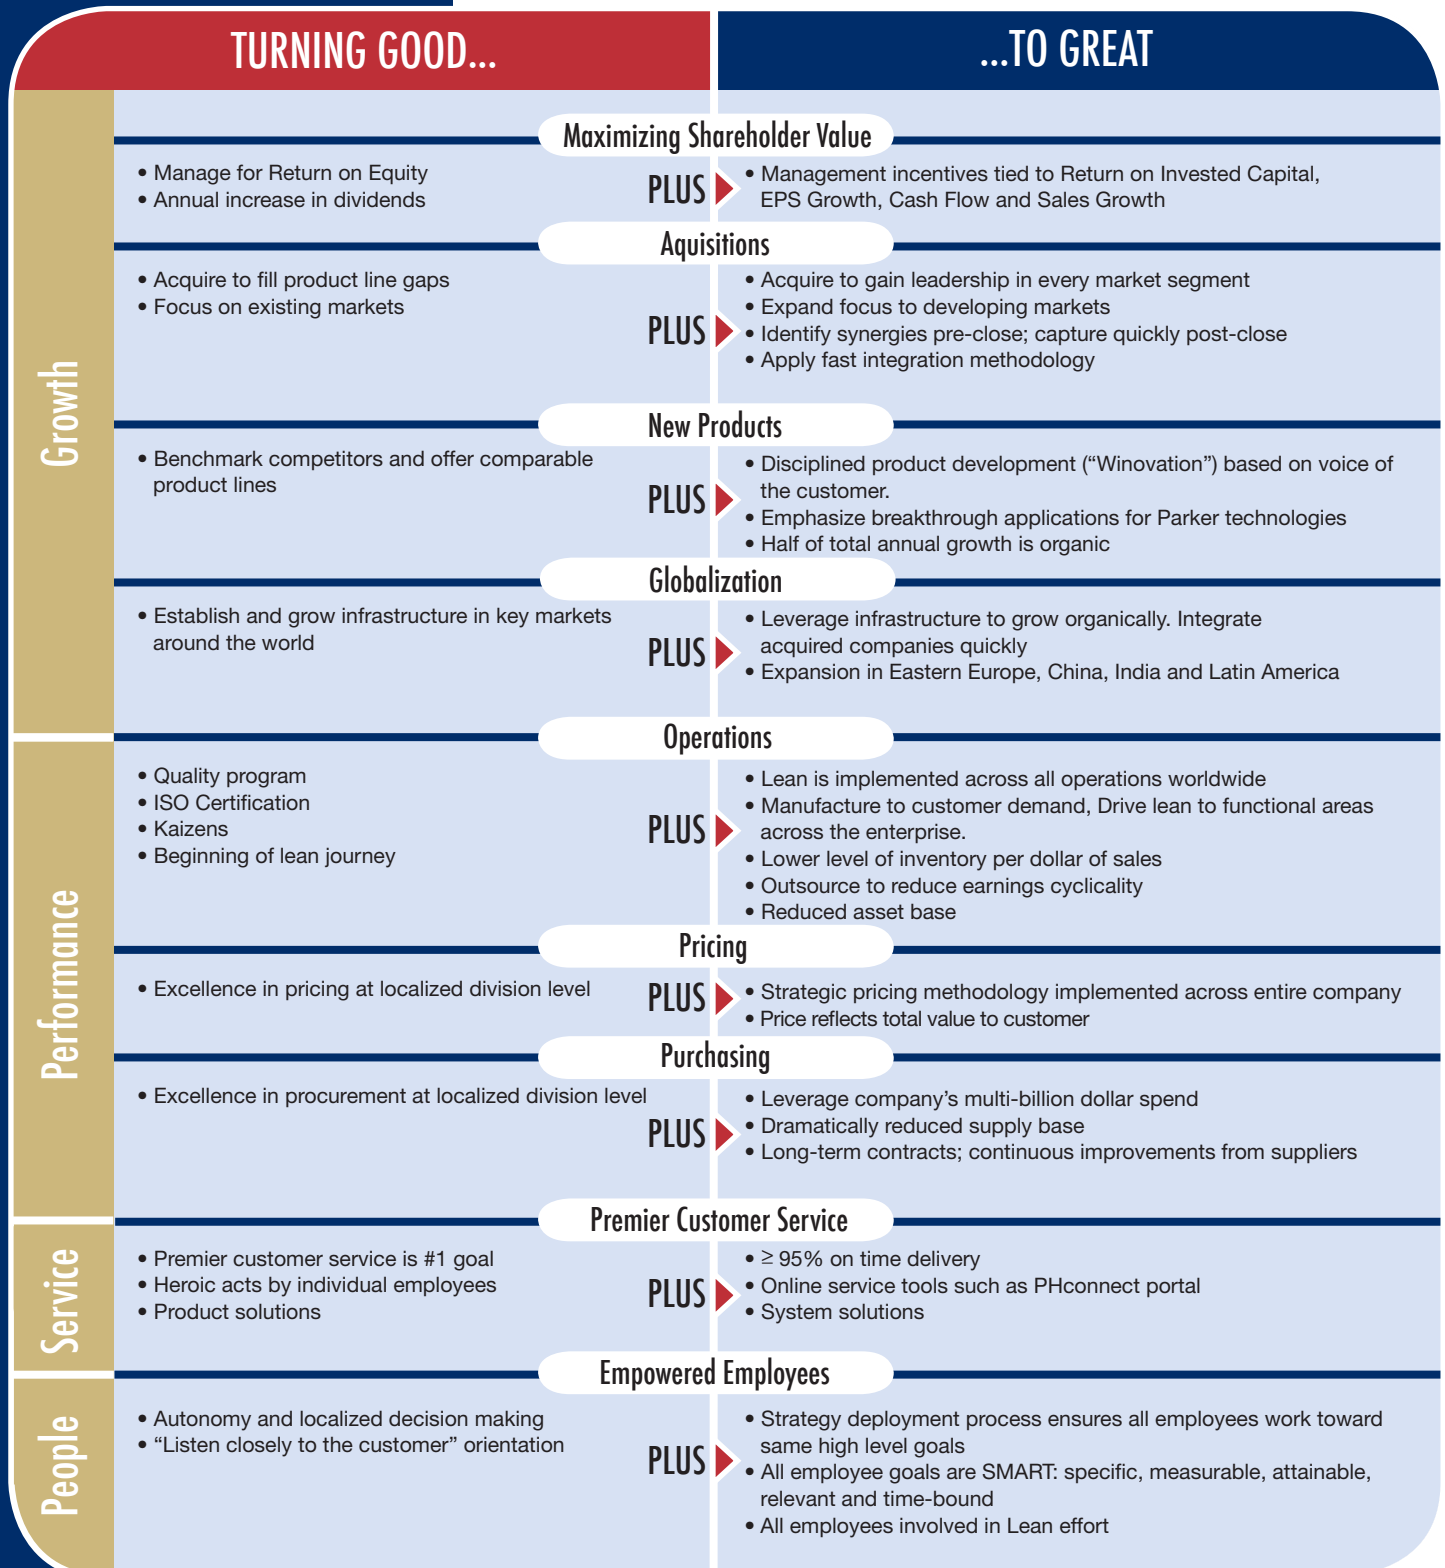 TURNING GOOD...
...TO GREAT
Growth
Maximizing Shareholder Value
• Manage for Return on Equity
• Annual increase in dividends
PLUS
• Management incentives tied to Return on Invested Capital,
EPS Growth, Cash Flow and Sales Growth
Aquisitions
• Acquire to fill product line gaps
• Focus on existing markets
PLUS
• Acquire to gain leadership in every market segment
• Expand focus to developing markets
• Identify synergies pre-close; capture quickly post-close
• Apply fast integration methodology
New Products
• Benchmark competitors and offer comparable
product lines
PLUS
• Disciplined product development (“Winovation”) based on voice of
the customer.
• Emphasize breakthrough applications for Parker technologies
• Half of total annual growth is organic
Globalization
• Establish and grow infrastructure in key markets
around the world
PLUS
• Leverage infrastructure to grow organically. Integrate
acquired companies quickly
• Expansion in Eastern Europe, China, India and Latin America
Performance
Operations
• Quality program
• ISO Certification
• Kaizens
• Beginning of lean journey
PLUS
• Lean is implemented across all operations worldwide
• Manufacture to customer demand, Drive lean to functional areas
across the enterprise.
• Lower level of inventory per dollar of sales
• Outsource to reduce earnings cyclicality
• Reduced asset base
Pricing
• Excellence in pricing at localized division level
PLUS
• Strategic pricing methodology implemented across entire company
• Price reflects total value to customer
Purchasing
• Excellence in procurement at localized division level
PLUS
• Leverage company’s multi-billion dollar spend
• Dramatically reduced supply base
• Long-term contracts; continuous improvements from suppliers
Service
Premier Customer Service
• Premier customer service is #1 goal
• Heroic acts by individual employees
• Product solutions
PLUS
• ≥ 95% on time delivery
• Online service tools such as PHconnect portal
• System solutions
People
Empowered Employees
• Autonomy and localized decision making
• “Listen closely to the customer” orientation
PLUS
• Strategy deployment process ensures all employees work toward
same high level goals
• All employee goals are SMART: specific, measurable, attainable,
relevant and time-bound
• All employees involved in Lean effort